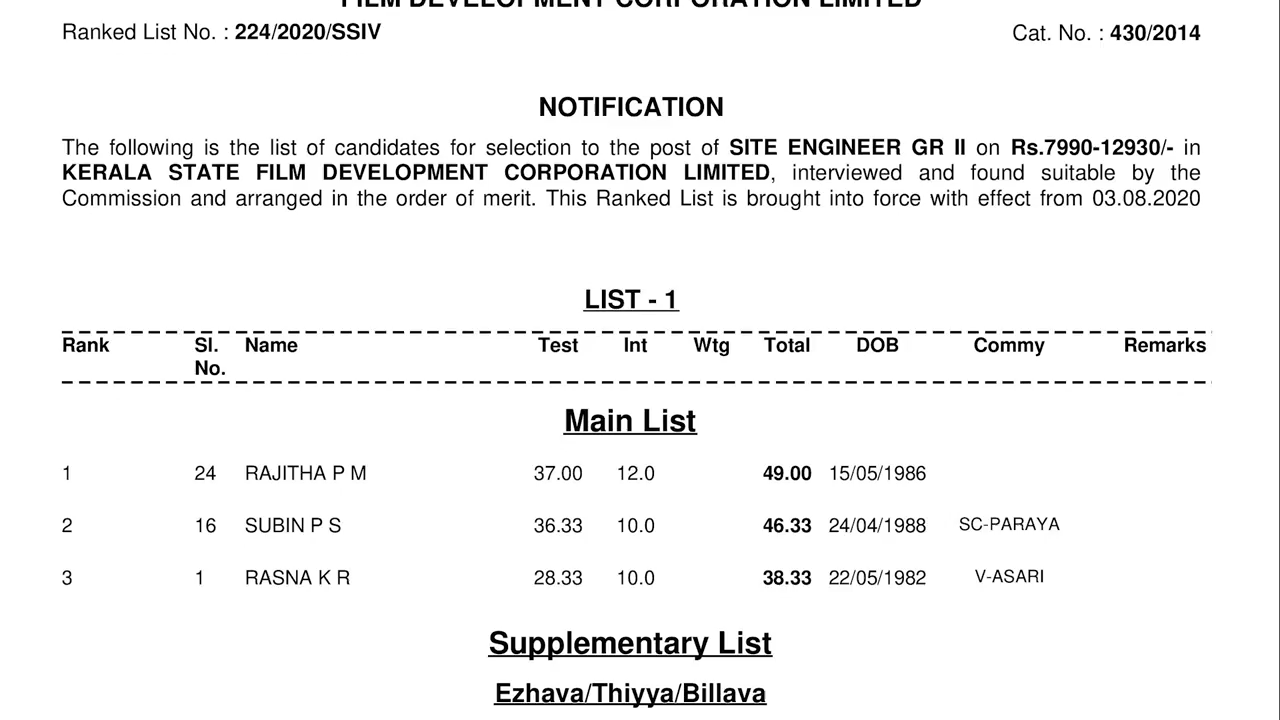 FILM DEVELOPMENT CORPORATION LIMITED
Ranked List No. : 224/2020/SSIV Cat. No. : 430/2014
NOTIFICATION
The following is the list of candidates for selection to the post of SITE ENGINEER GR II on Rs.7990-12930/- in
KERALA STATE FILM DEVELOPMENT CORPORATION LIMITED, interviewed and found suitable by the
Commission and arranged in the order of merit. This Ranked List is brought into force with effect from 03.08.2020
LIST - 1
Rank Sl. Name Test Int Wtg Total DOB Commy Remarks
No.
Main List
1 24 RAJITHA P M 37.00 12.0 49.00 15/05/1986
2 16 SUBIN P S 36.33 10.0 46.33 24/04/1988 SC-PARAYA
3 1 RASNA K R 28.33 10.0 38.33 22/05/1982 V-ASARI
Supplementary List
Ezhava/Thiyya/Billava